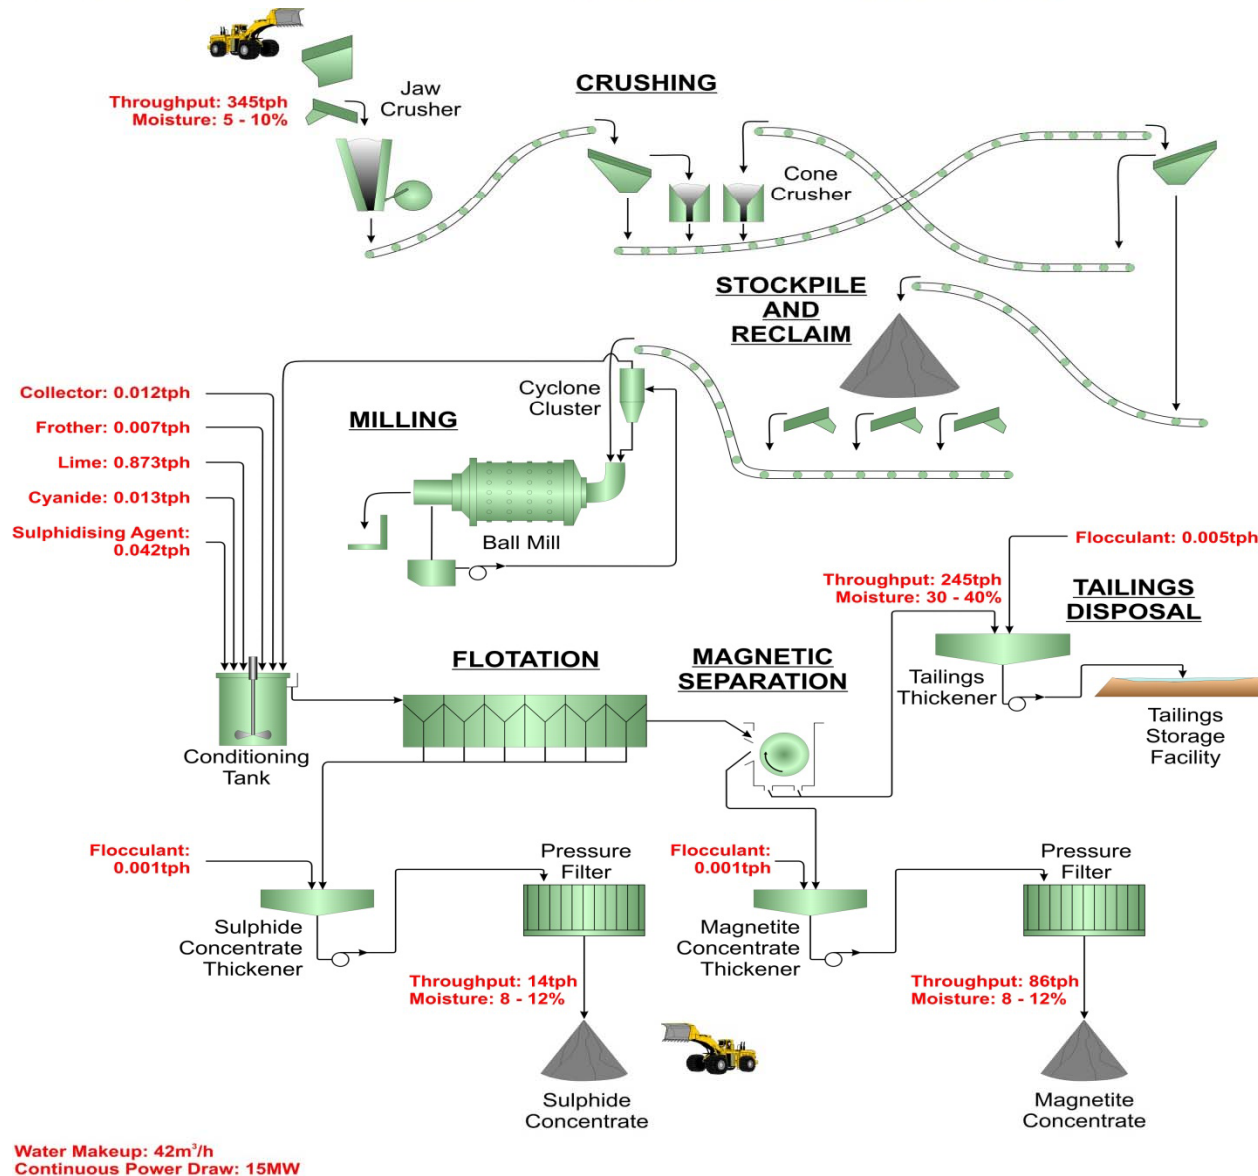 Jaw
Crusher
Throughput: 345tph
Moisture: 5 - 10%
CRUSHING
Cone
Crusher
STOCKPILE
AND
RECLAIM
Cyclone
Cluster
MILLING
Ball Mill
Collector: 0.012tph
Frother: 0.007tph
Lime: 0.873tph
Cyanide: 0.013tph
Sulphidising Agent:
0.042tph
Conditioning
Tank
FLOTATION
MAGNETIC
SEPARATION
Flocculant: 0.005tph
Throughput: 245tph
Moisture: 30 - 40%
TAILINGS
DISPOSAL
Tailings
Thickener
Tailings
Storage
Facility
Flocculant:
0.001tph
Sulphide
Concentrate
Thickener
Pressure
Filter
Throughput: 14tph
Moisture: 8 - 12%
Sulphide
Concentrate
Flocculant:
0.001tph
Magnetite
Concentrate
Thickener
Pressure
Filter
Throughput: 86tph
Moisture: 8 - 12%
Magnetite
Concentrate
Water Makeup: 42m³/h
Continuous Power Draw: 15MW